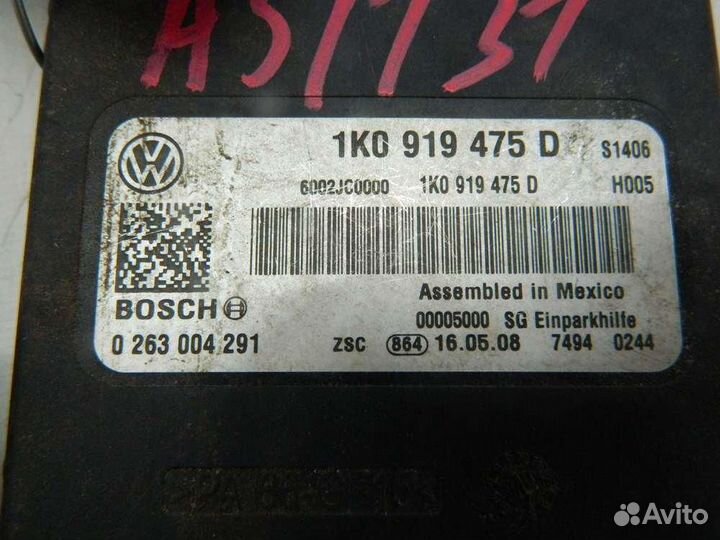 1K0 919 475 D S1406
6002JC0000 1K0 919 475 D H005
BOSCH
Assembled in Mexico
00005000 SG Einparkhilfe
0 263 004 291 ZSC 864 16.05.08 7494 0244
Avito